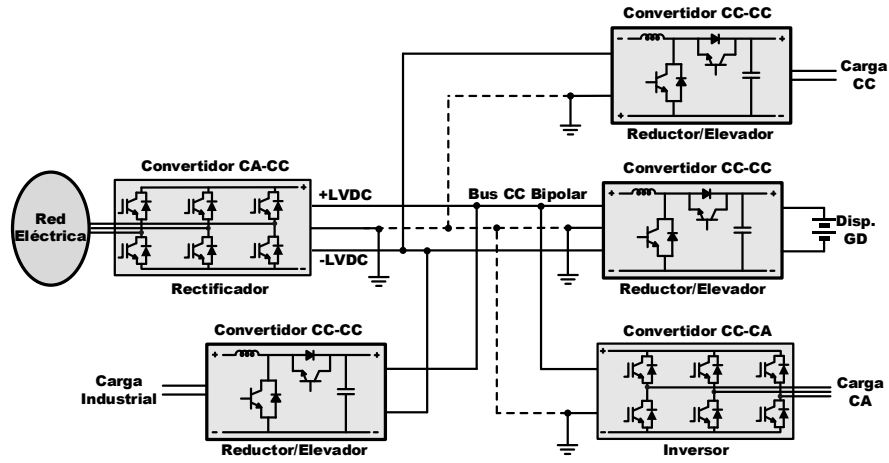 Convertidor CC-CC
Carga
CC
Reductor/Elevador
Convertidor CA-CC
Red
Eléctrica
Rectificador
+LVDC
-LVDC
Bus CC Bipolar
Convertidor CC-CC
Disp.
GD
Reductor/Elevador
Convertidor CC-CC
Carga
Industrial
Reductor/Elevador
Convertidor CC-CA
Carga
CA
Inversor